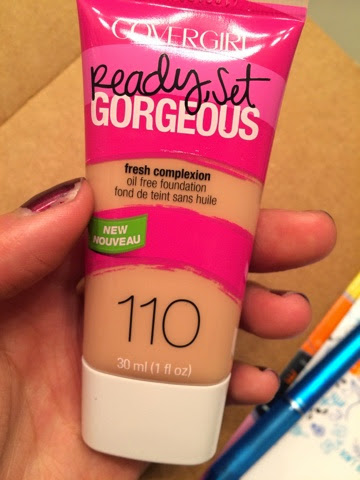 COVERGIRL
Ready, Set
GORGEOUS
fresh complexion
oil free foundation
fond de teint sans huile
NEW
NOUVEAU
110
30 ml (1 fl oz)